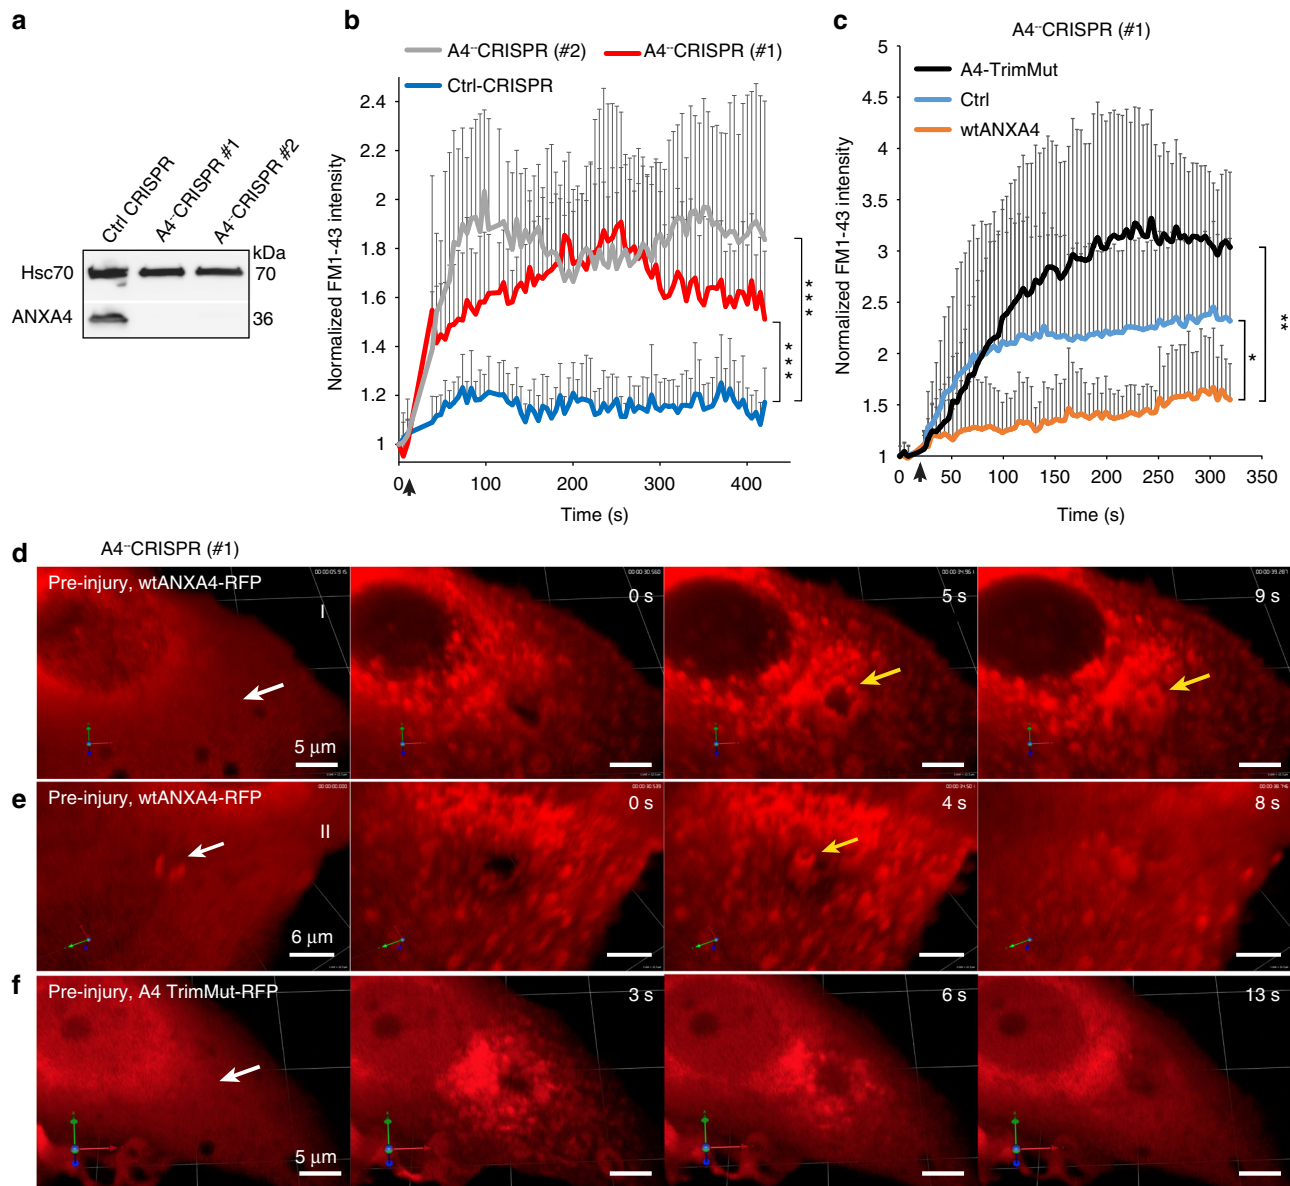 a
Ctrl CRISPR
A4--CRISPR #1
A4--CRISPR #2
kDa
Hsc70
70
ANXA4
36
b
A4--CRISPR (#2)
A4--CRISPR (#1)
Ctrl-CRISPR
Normalized FM1-43 intensity
2.4
2.2
2
1.8
1.6
1.4
1.2
1
0
100
200
300
400
Time (s)
***
***
c
A4--CRISPR (#1)
A4-TrimMut
Ctrl
wtANXA4
Normalized FM1-43 intensity
5
4.5
4
3.5
3
2.5
2
1.5
1
0
50
100
150
200
250
300
350
Time (s)
*
**
d
A4--CRISPR (#1)
Pre-injury, wtANXA4-RFP
I
5 μm
0 s
5 s
9 s
e
Pre-injury, wtANXA4-RFP
II
6 μm
0 s
4 s
8 s
f
Pre-injury, A4 TrimMut-RFP
5 μm
3 s
6 s
13 s